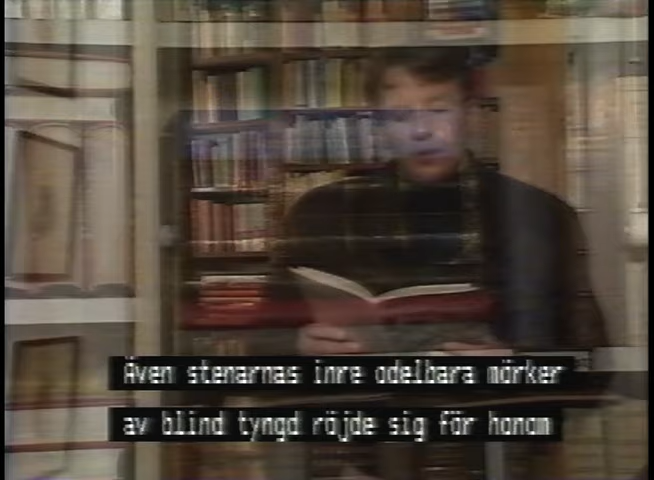 Även stenarnas inre odelbara mörker
av blind tyngd röjde sig för honom